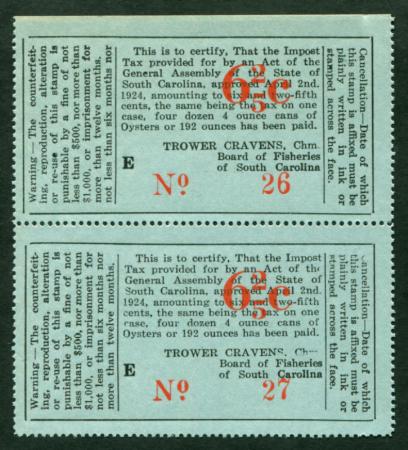 Warning—The counterfeit-
ing, reproduction, alteration
or re-use of this stamp is
punishable by a fine of not
less than $500, nor more than
$1,000, or imprisonment for
not less than six months nor
more than twelve months.
This is to certify, That the Impost
Tax provided for by an Act of the
General Assembly of the State of
South Carolina, approved April 2nd.
1924, amounting to six and two-fifth
cents, the same being the tax on one
case, four dozen 4 ounce cans of
Oysters or 192 ounces has been paid.
6⅖c
TROWER CRAVENS, Chm.
E Board of Fisheries
of South Carolina
No 26
Cancellation—Date of which
this stamp is affixed must be
plainly written in ink or
stamped across the face.
Warning—The counterfeit-
ing, reproduction, alteration
or re-use of this stamp is
punishable by a fine of not
less than $500, nor more than
$1,000, or imprisonment for
not less than six months nor
more than twelve months.
This is to certify, That the Impost
Tax provided for by an Act of the
General Assembly of the State of
South Carolina, approved April 2nd.
1924, amounting to six and two-fifth
cents, the same being the tax on one
case, four dozen 4 ounce cans of
Oysters or 192 ounces has been paid.
6⅖c
TROWER CRAVENS, Chm
E Board of Fisheries
of South Carolina
No 27
Cancellation—Date of which
this stamp is affixed must be
plainly written in ink or
stamped across the face.